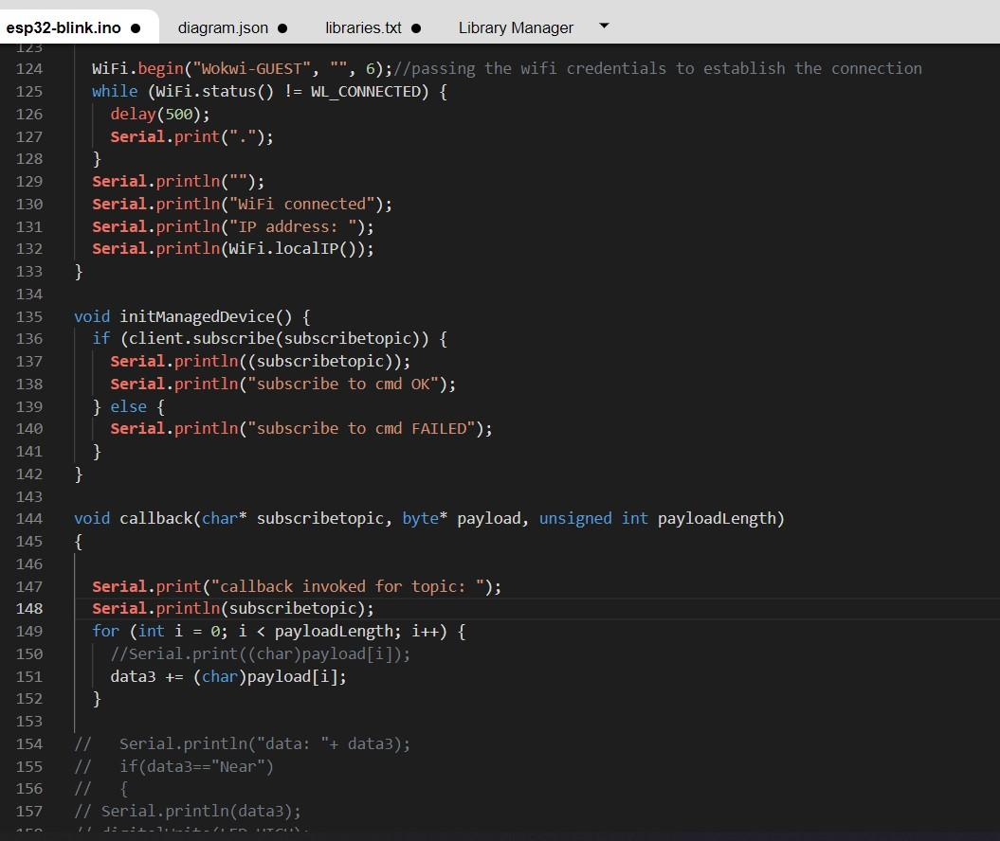 esp32-blink.ino ● diagram.json ● libraries.txt ● Library Manager
123
124 WiFi.begin("Wokwi-GUEST", "", 6);//passing the wifi credentials to establish the connection
125 while (WiFi.status() != WL_CONNECTED) {
126 delay(500);
127 Serial.print(".");
128 }
129 Serial.println("");
130 Serial.println("WiFi connected");
131 Serial.println("IP address: ");
132 Serial.println(WiFi.localIP());
133 }
134
135 void initManagedDevice() {
136 if (client.subscribe(subscribetopic)) {
137 Serial.println((subscribetopic));
138 Serial.println("subscribe to cmd OK");
139 } else {
140 Serial.println("subscribe to cmd FAILED");
141 }
142 }
143
144 void callback(char* subscribetopic, byte* payload, unsigned int payloadLength)
145 {
146
147 Serial.print("callback invoked for topic: ");
148 Serial.println(subscribetopic);
149 for (int i = 0; i < payloadLength; i++) {
150 //Serial.print((char)payload[i]);
151 data3 += (char)payload[i];
152 }
153
154 // Serial.println("data: "+ data3);
155 // if(data3=="Near")
156 // {
157 // Serial.println(data3);
158 // digitalWrite(LED,HIGH);